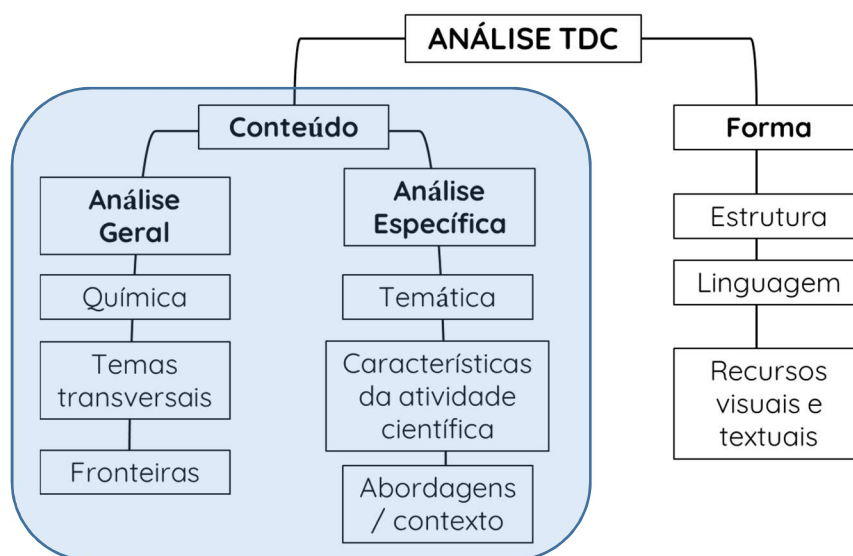 ANÁLISE TDC
Conteúdo
Análise
Geral
Química
Temas
transversais
Fronteiras
Análise
Específica
Temática
Características
da atividade
científica
Abordagens
/ contexto
Forma
Estrutura
Linguagem
Recursos
visuais e
textuais